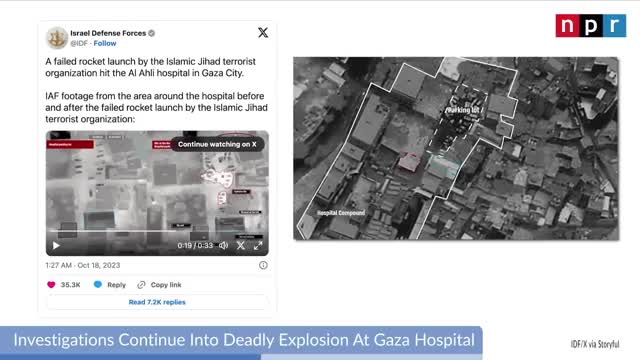 Israel Defense Forces
@IDF · Follow
X
A failed rocket launch by the Islamic Jihad terrorist
organization hit the Al Ahli hospital in Gaza City.
IAF footage from the area around the hospital before
and after the failed rocket launch by the Islamic Jihad
terrorist organization:
Continue watching on X
0:19 / 0:33
1:27 AM · Oct 18, 2023
35.3K Reply Copy link
Read 7.2K replies
npr
Parking lot
Hospital Compound
Investigations Continue Into Deadly Explosion At Gaza Hospital
IDF/X via Storyful